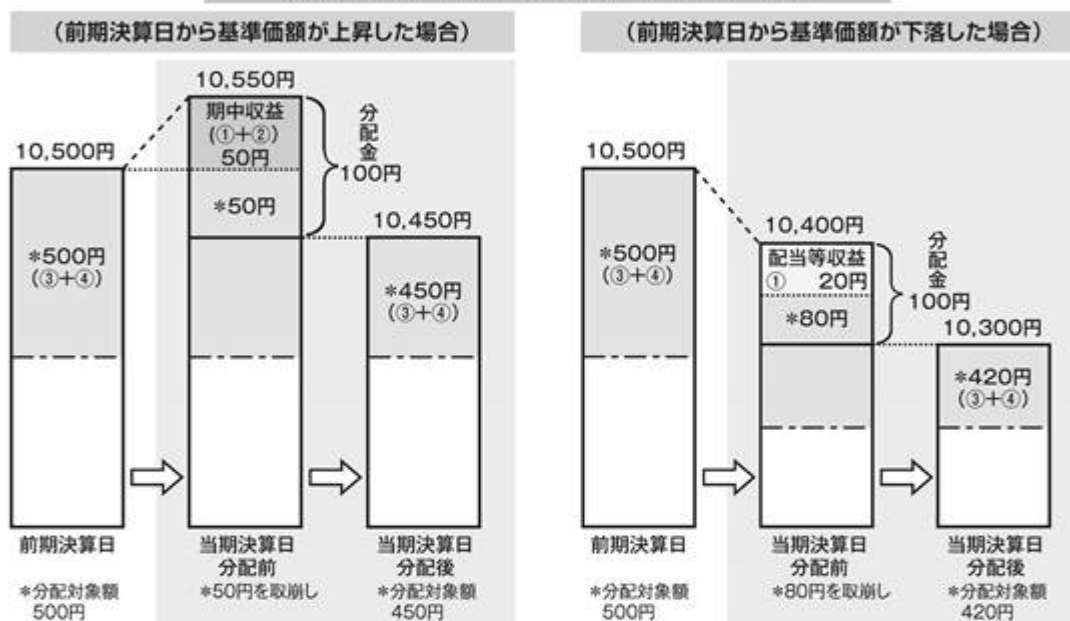 (前期決算日から基準価額が上昇した場合)
10,550円
期中収益
(①+②)
50円
*50円
分配金
100円
10,500円
*500円
(③+④)
10,450円
*450円
(③+④)
前期決算日
当期決算日
分配前
当期決算日
分配後
*分配対象額
500円
*50円を取崩し
*分配対象額
450円
(前期決算日から基準価額が下落した場合)
10,500円
*500円
(③+④)
10,400円
配当等収益
① 20円
*80円
分配金
100円
10,300円
*420円
(③+④)
前期決算日
当期決算日
分配前
当期決算日
分配後
*分配対象額
500円
*80円を取崩し
*分配対象額
420円